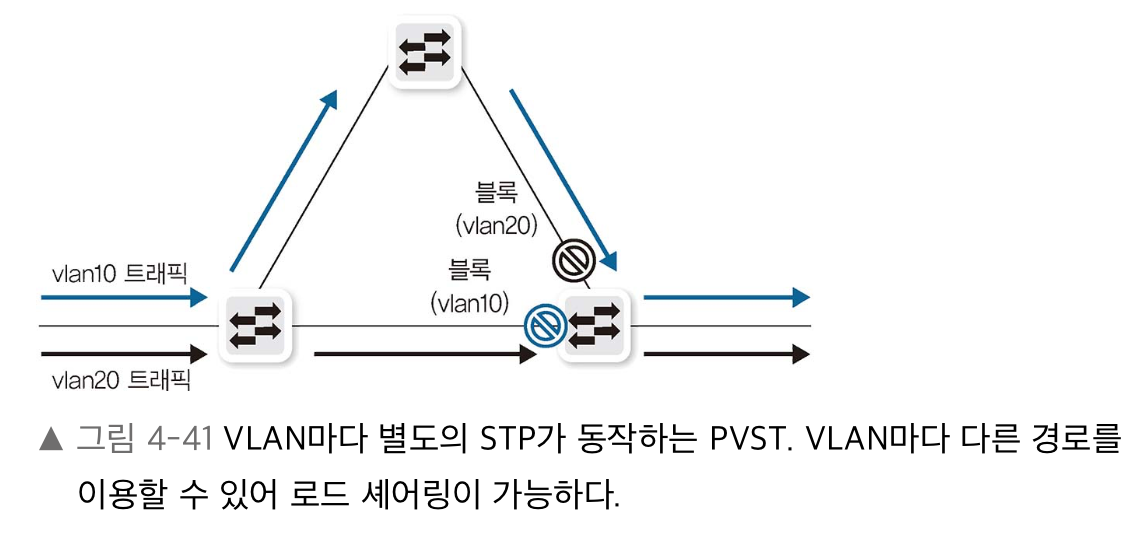 블록
(vlan20)
vlan10 트래픽
블록
(vlan10)
vlan20 트래픽
▲ 그림 4-41 VLAN마다 별도의 STP가 동작하는 PVST. VLAN마다 다른 경로를
이용할 수 있어 로드 셰어링이 가능하다.